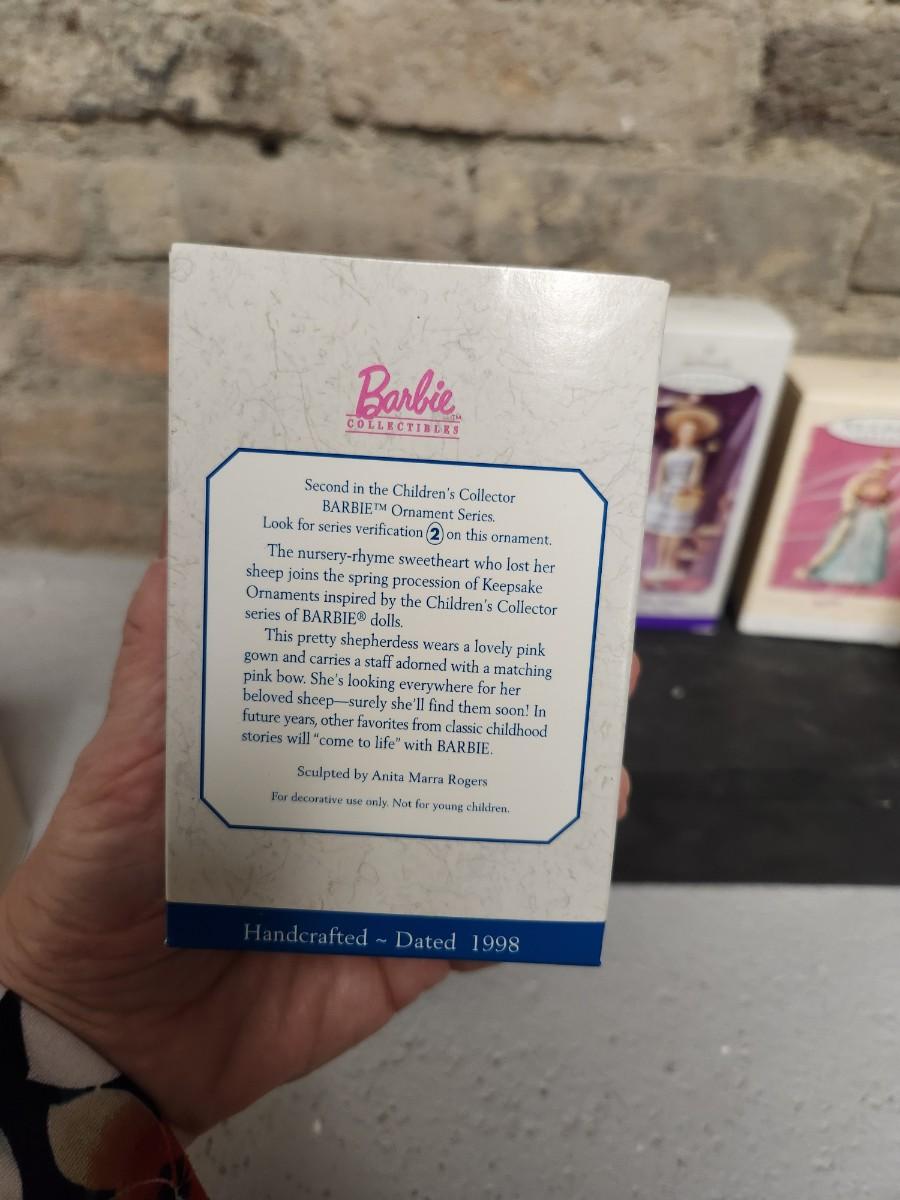 Barbie™
COLLECTIBLES
Second in the Children's Collector
BARBIE™ Ornament Series.
Look for series verification 2 on this ornament.
The nursery-rhyme sweetheart who lost her
sheep joins the spring procession of Keepsake
Ornaments inspired by the Children's Collector
series of BARBIE® dolls.
This pretty shepherdess wears a lovely pink
gown and carries a staff adorned with a matching
pink bow. She's looking everywhere for her
beloved sheep—surely she'll find them soon! In
future years, other favorites from classic childhood
stories will "come to life" with BARBIE.
Sculpted by Anita Marra Rogers
For decorative use only. Not for young children.
Handcrafted ~ Dated 1998